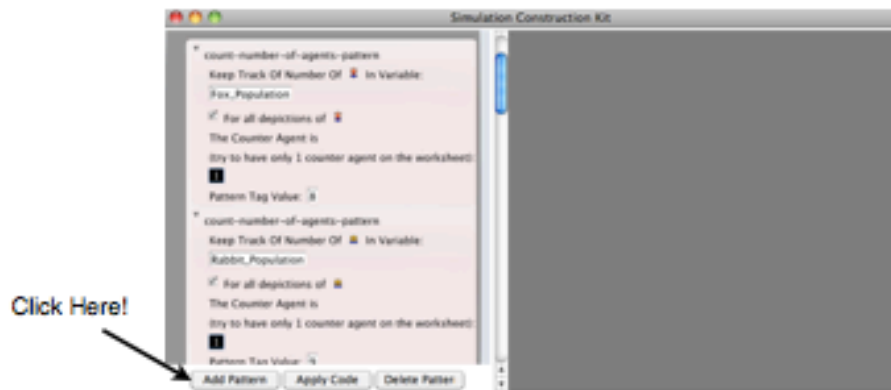 Simulation Construction Kit
count-number-of-agents-pattern
Keep Track Of Number Of In Variable:
Fox_Population
For all depictions of
The Counter Agent is
(try to have only 1 counter agent on the worksheet):
Pattern Tag Value:
count-number-of-agents-pattern
Keep Track Of Number Of In Variable:
Rabbit_Population
For all depictions of
The Counter Agent is
(try to have only 1 counter agent on the worksheet):
Pattern Tag Value:
Click Here!
Add Pattern Apply Code Delete Patter